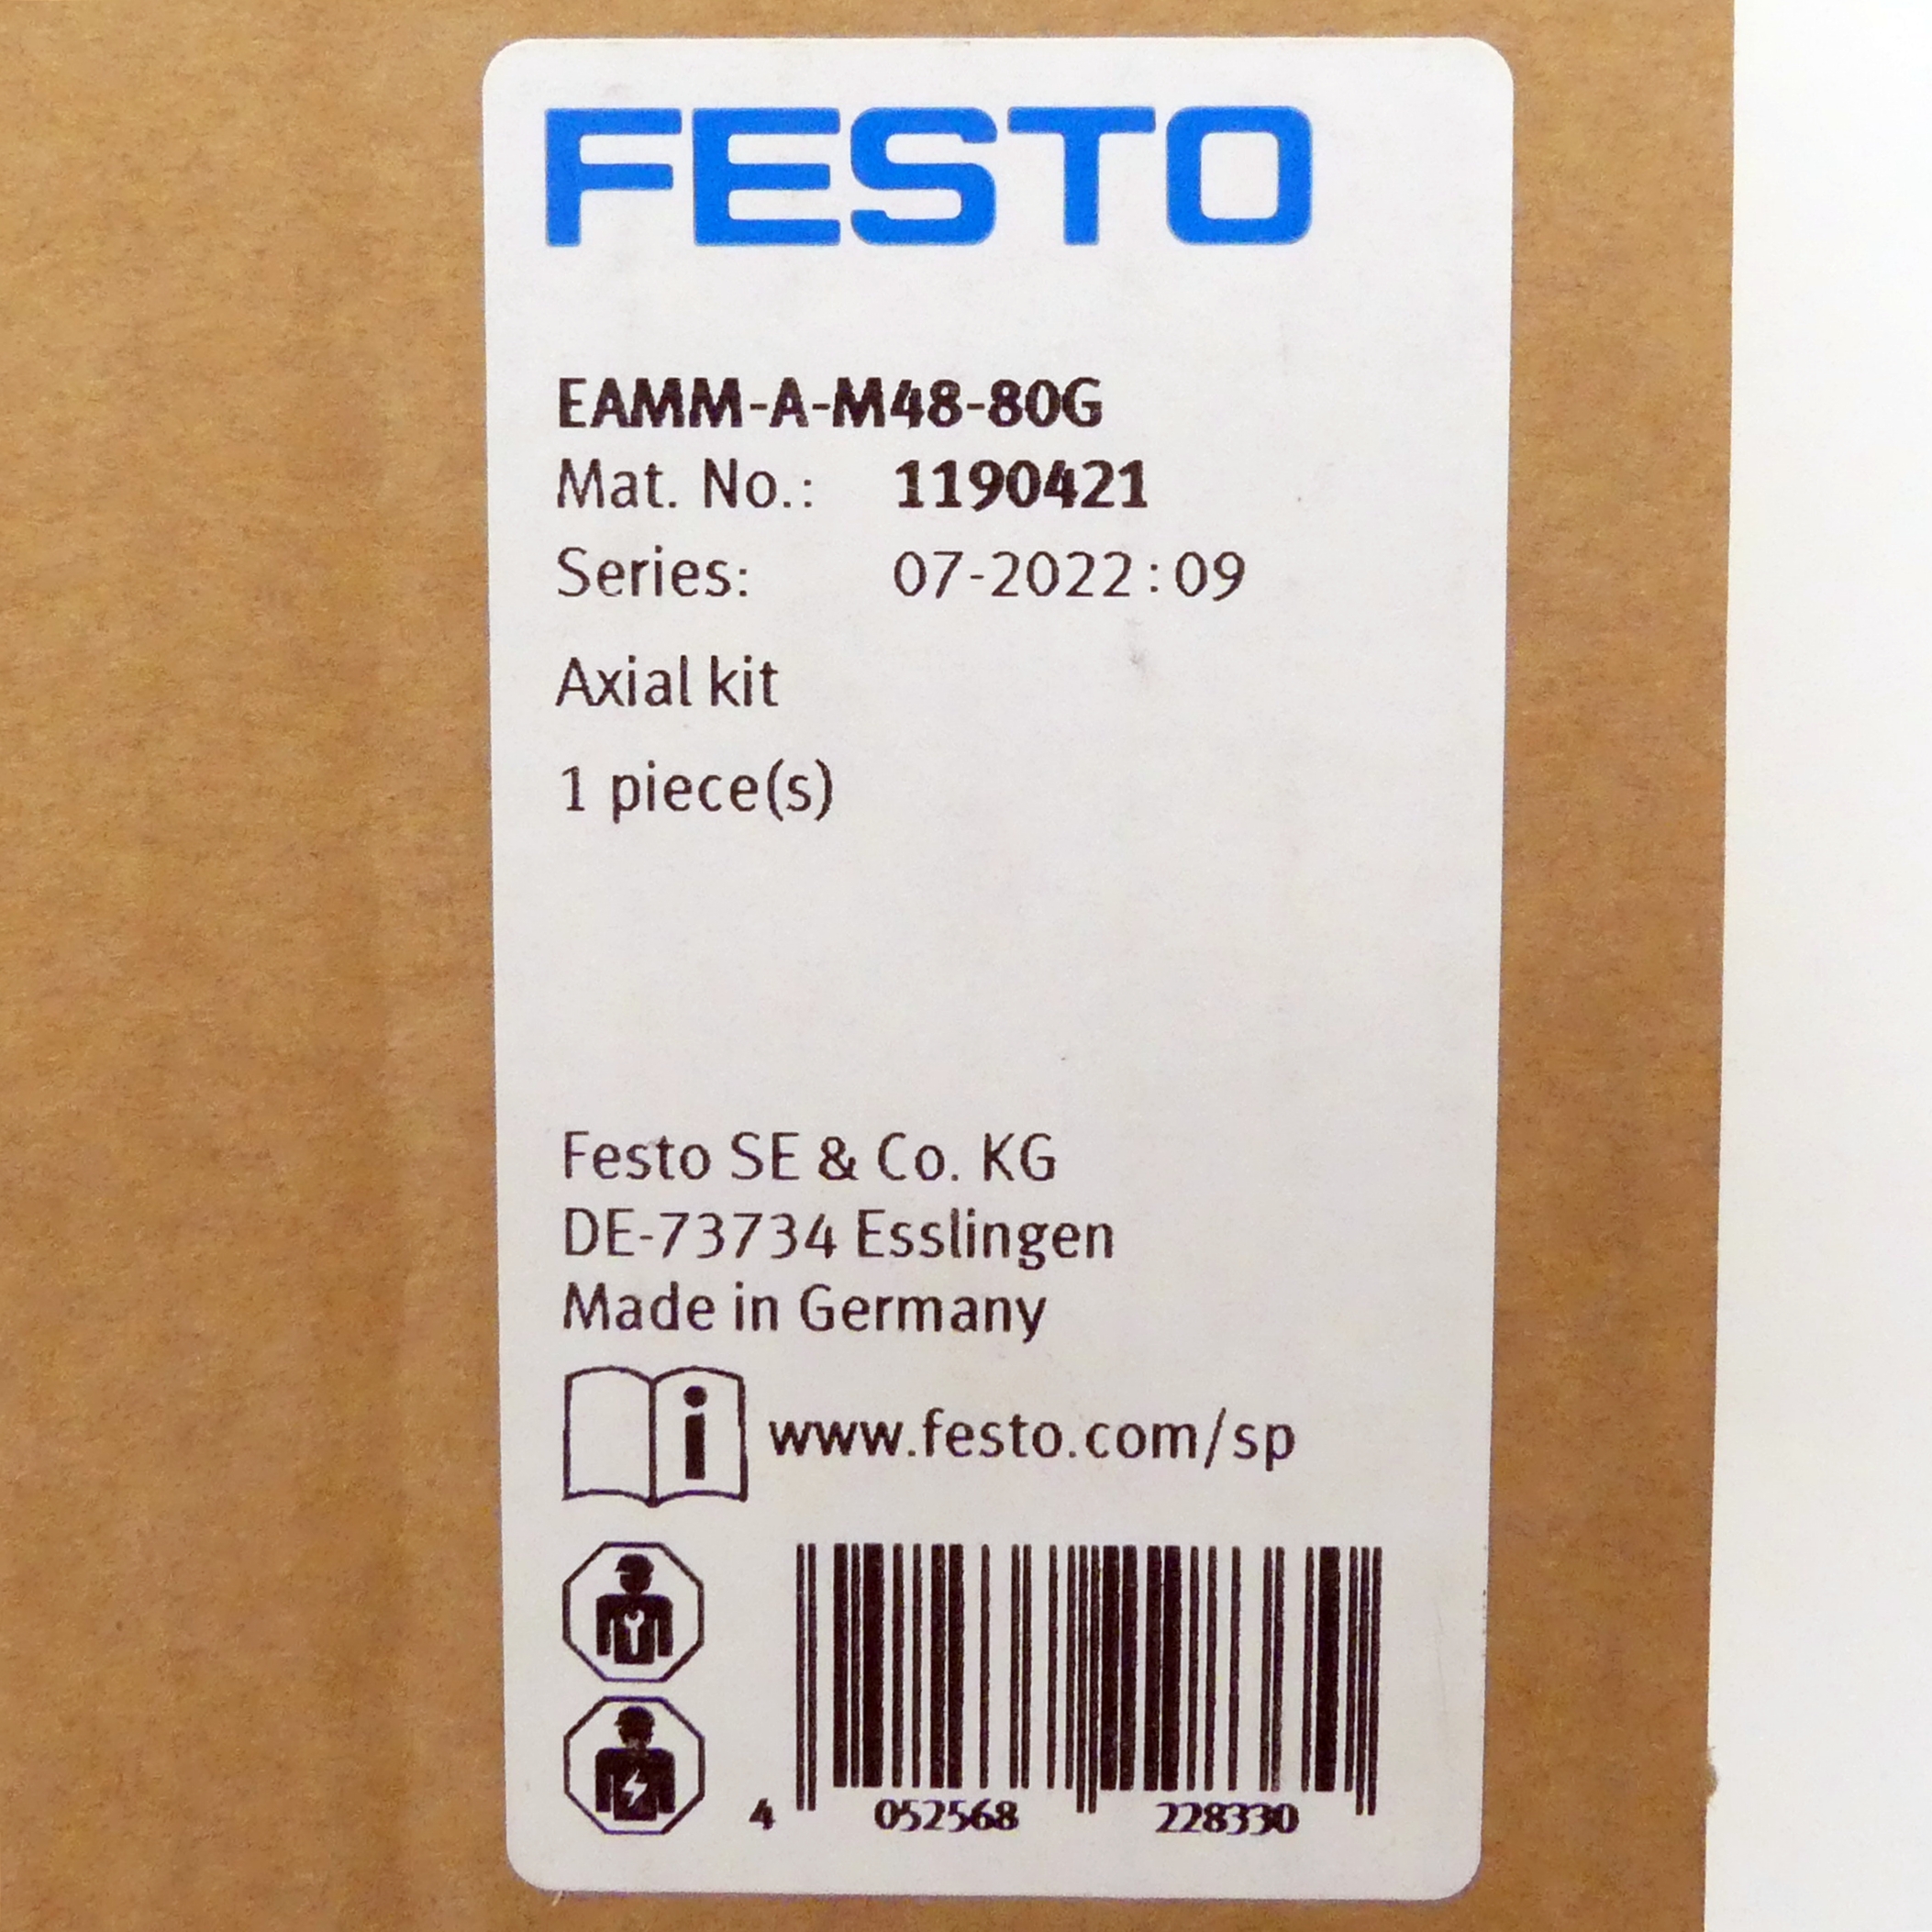 FESTO
EAMM-A-M48-80G
Mat. No.: 1190421
Series: 07-2022:09
Axial kit
1 piece(s)
Festo SE & Co. KG
DE-73734 Esslingen
Made in Germany
i www.festo.com/sp
4 052568 228330